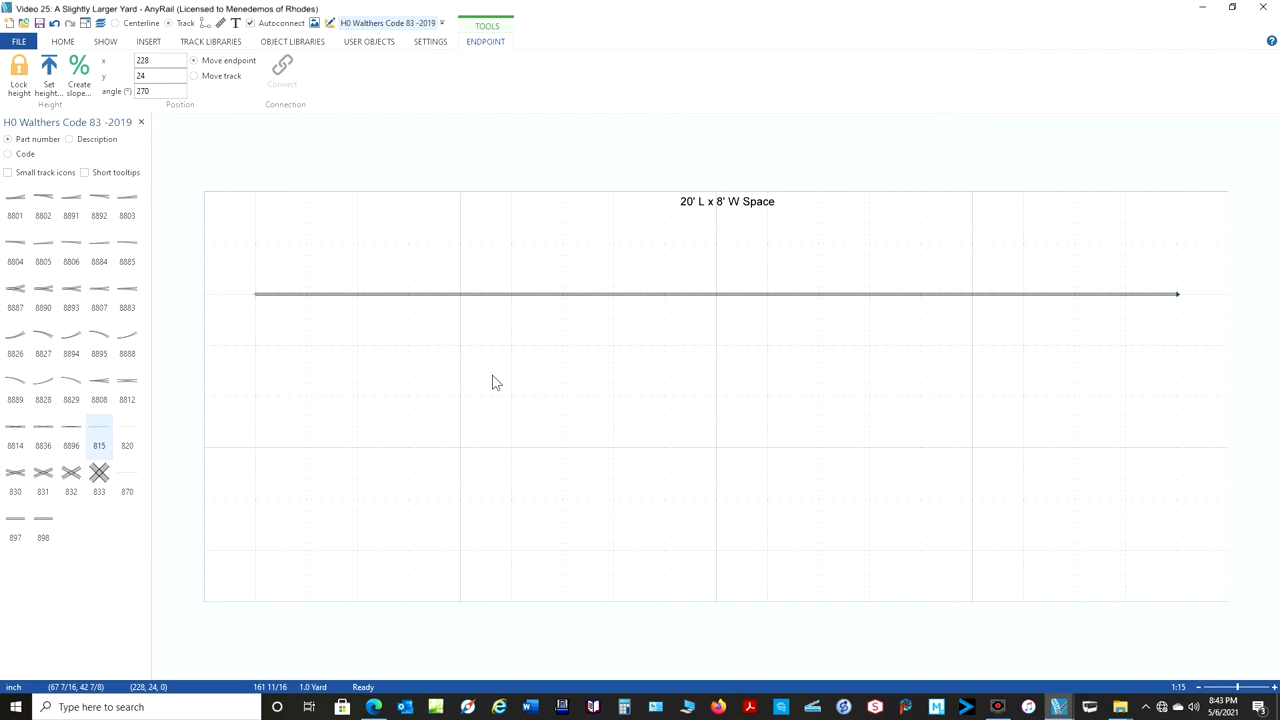 Video 25: A Slightly Larger Yard - AnyRail (Licensed to Menedemos of Rhodes)
Centerline Track Autoconnect H0 Walthers Code 83 -2019 TOOLS
FILE HOME SHOW INSERT TRACK LIBRARIES OBJECT LIBRARIES USER OBJECTS SETTINGS ENDPOINT
x 228 Move endpoint
y 24 Move track
Lock height Set height... Create slope... angle (°) 270 Connect
Height Position Connection
H0 Walthers Code 83 -2019
Part number Description
Code
Small track icons Short tooltips
8801 8802 8891 8892 8803
8804 8805 8806 8884 8885
8887 8890 8893 8807 8883
8826 8827 8894 8895 8888
8889 8828 8829 8808 8812
8814 8836 8896 815 820
830 831 832 833 870
897 898
20' L x 8' W Space
inch (67 7/16, 42 7/8) (228, 24, 0) 161 11/16 1.0 Yard Ready 1:15
Type here to search
8:43 PM
5/6/2021